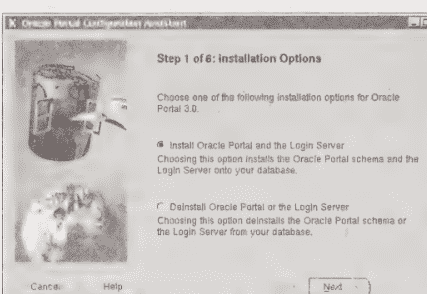 Oracle Portal Configuration Assistant
Step 1 of 6: Installation Options
Choose one of the following installation options for Oracle
Portal 3.0.
Install Oracle Portal and the Login Server
Choosing this option installs the Oracle Portal schema and the
Login Server onto your database.
Deinstall Oracle Portal or the Login Server
Choosing this option deinstalls the Oracle Portal schema or
the Login Server from your database.
Cancel Help Next